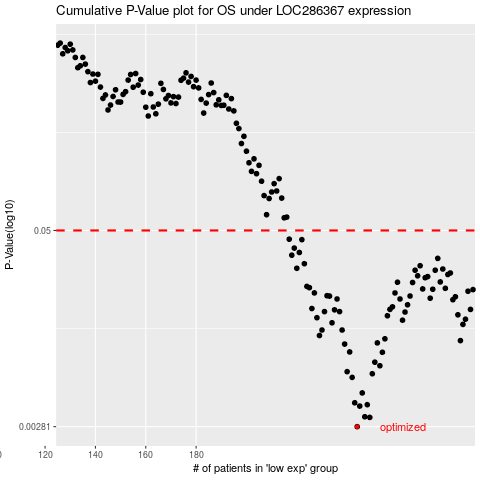 Cumulative P-Value plot for OS under LOC286367 expression
P-Value(log10)
0.05
0.00281
optimized
0 120 140 160 180
# of patients in 'low exp' group